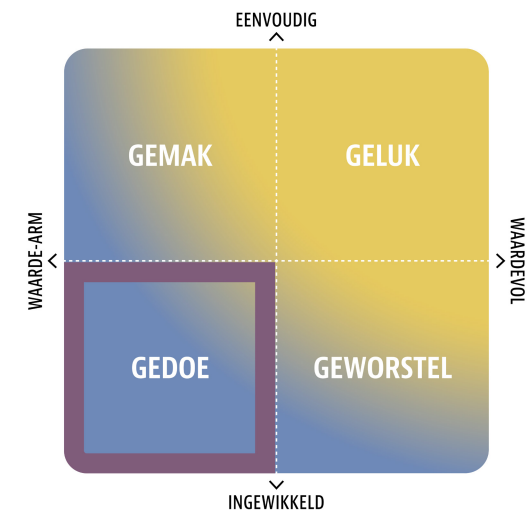 EENVOUDIG
GEMAK
GELUK
WAARDE-ARM
WAARDEVOL
GEDOE
GEWORSTEL
INGEWIKKELD